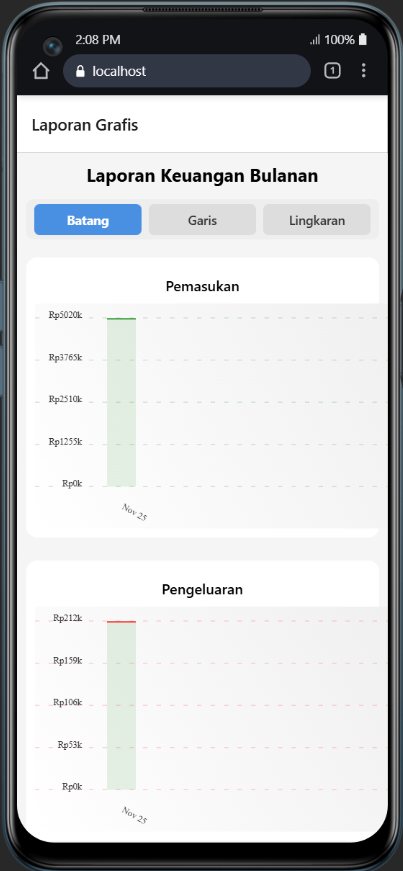 2:08 PM
100%
localhost
1
Laporan Grafis
Laporan Keuangan Bulanan
Batang
Garis
Lingkaran
Pemasukan
Rp5020k
Rp3765k
Rp2510k
Rp1255k
Rp0k
Nov 25
Pengeluaran
Rp212k
Rp159k
Rp106k
Rp53k
Rp0k
Nov 25